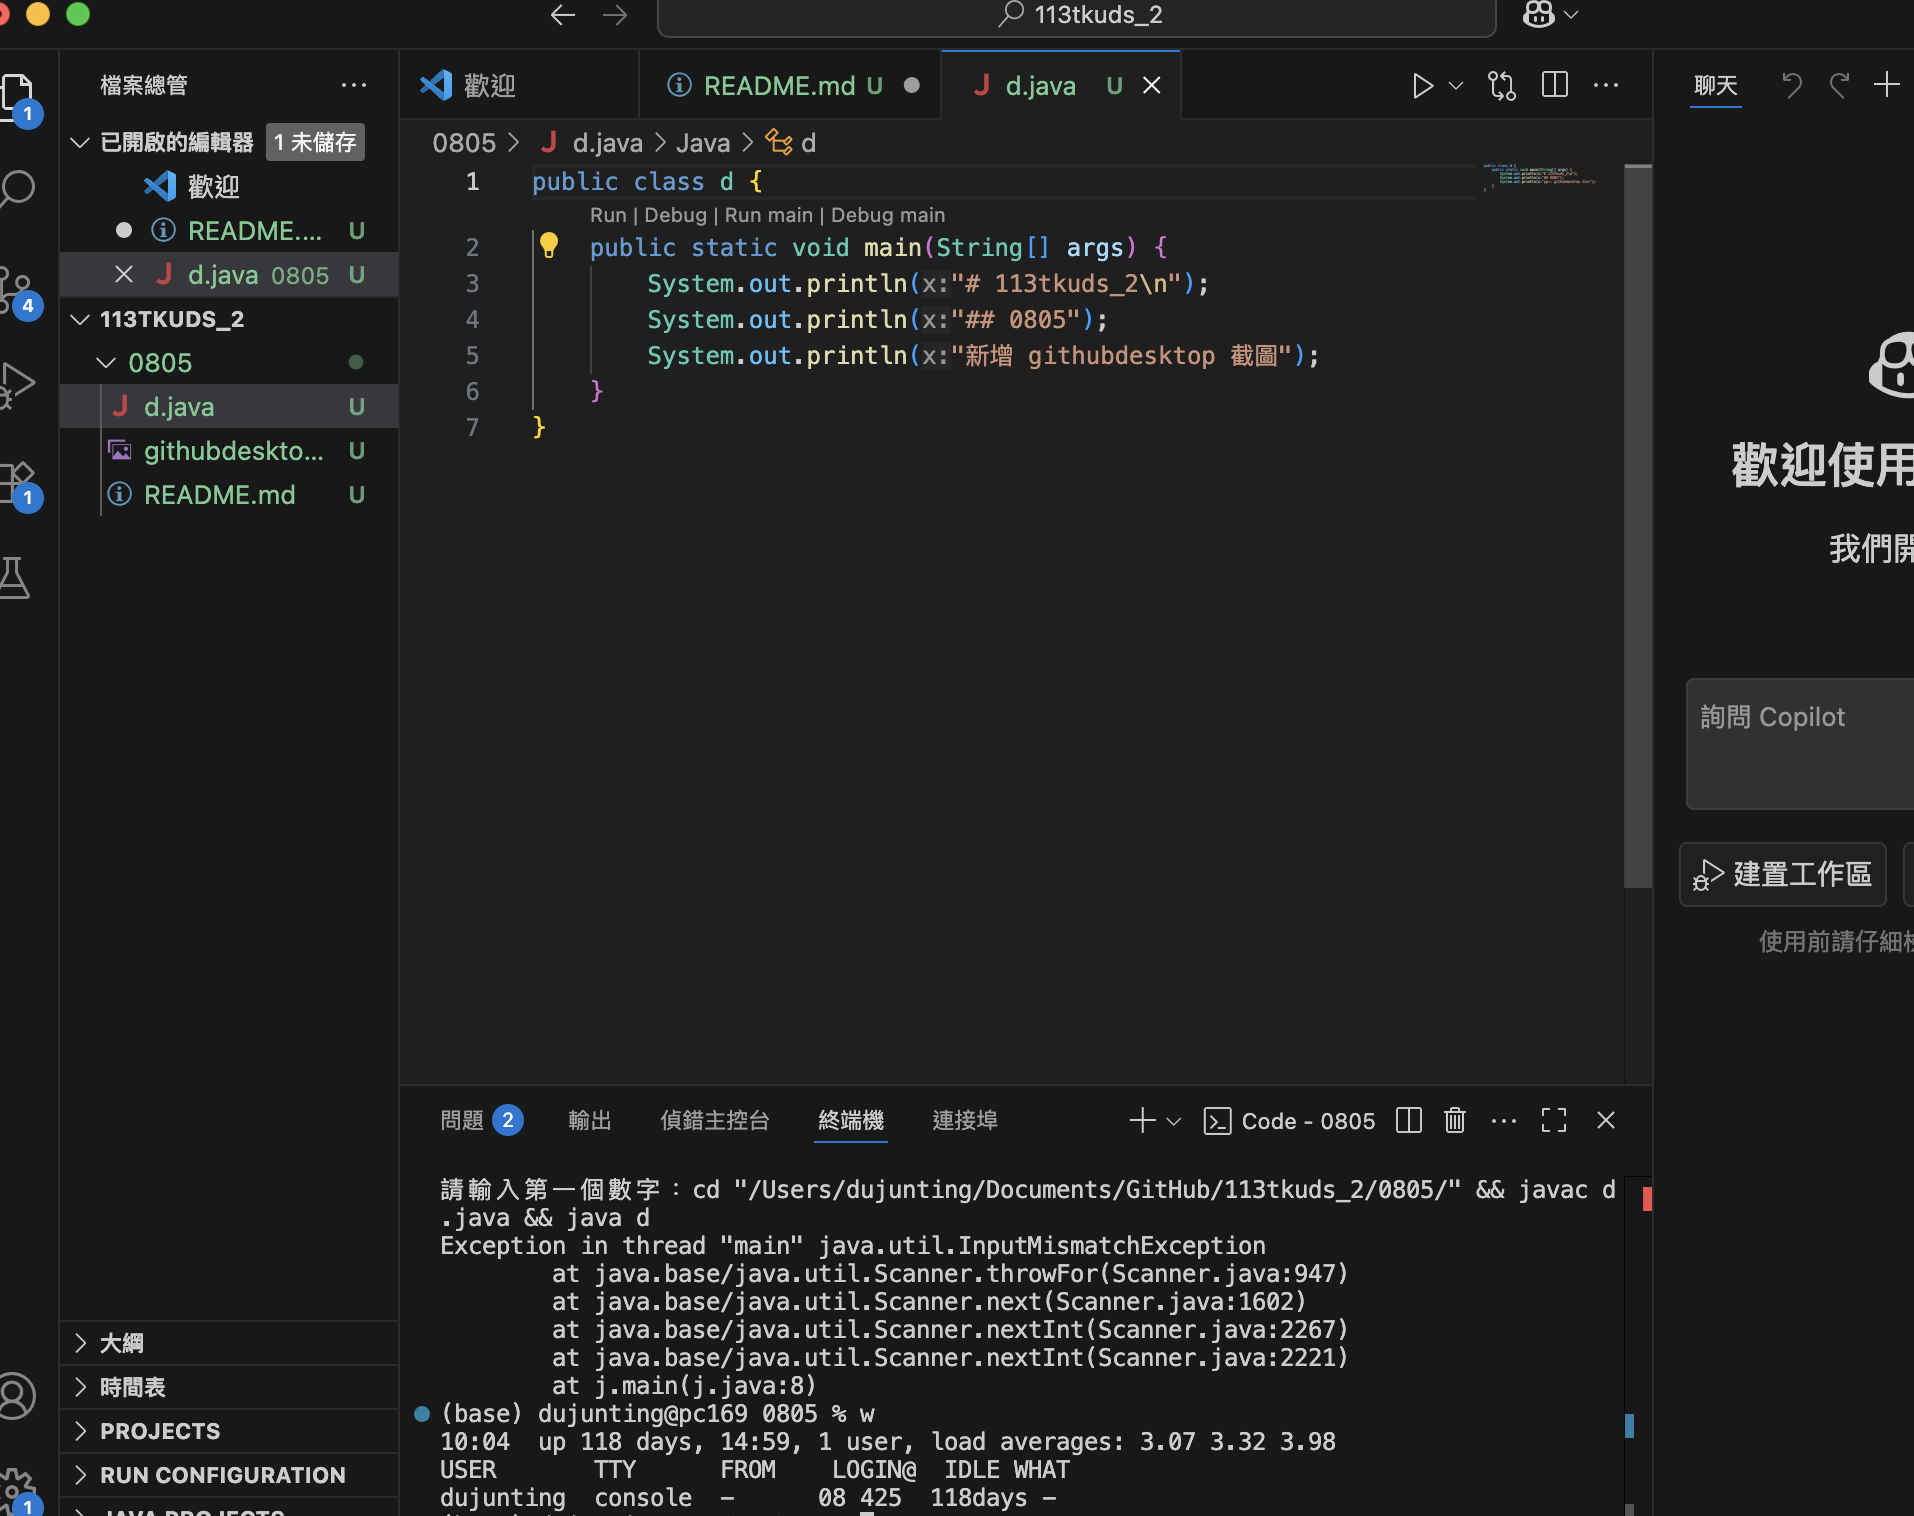 113tkuds_2
檔案總管
1
已開啟的編輯器 1 未儲存
歡迎
README.... U
d.java 0805 U
113TKUDS_2
0805
d.java U
githubdeskto... U
README.md U
4
1
大綱
時間表
PROJECTS
RUN CONFIGURATION
JAVA PROJECTS
1
歡迎
README.md U
d.java U
0805 > d.java > Java > d
1 public class d {
Run | Debug | Run main | Debug main
2 public static void main(String[] args) {
3 System.out.println(x:"# 113tkuds_2\n");
4 System.out.println(x:"## 0805");
5 System.out.println(x:"新增 githubdesktop 截圖");
6 }
7 }
問題 2 輸出 偵錯主控台 終端機 連接埠
Code - 0805
請輸入第一個數字：cd "/Users/dujunting/Documents/GitHub/113tkuds_2/0805/" && javac d
.java && java d
Exception in thread "main" java.util.InputMismatchException
at java.base/java.util.Scanner.throwFor(Scanner.java:947)
at java.base/java.util.Scanner.next(Scanner.java:1602)
at java.base/java.util.Scanner.nextInt(Scanner.java:2267)
at java.base/java.util.Scanner.nextInt(Scanner.java:2221)
at j.main(j.java:8)
(base) dujunting@pc169 0805 % w
10:04 up 118 days, 14:59, 1 user, load averages: 3.07 3.32 3.98
USER TTY FROM LOGIN@ IDLE WHAT
dujunting console - 08 425 118days -
聊天
歡迎使用
我們開
詢問 Copilot
建置工作區
使用前請仔細